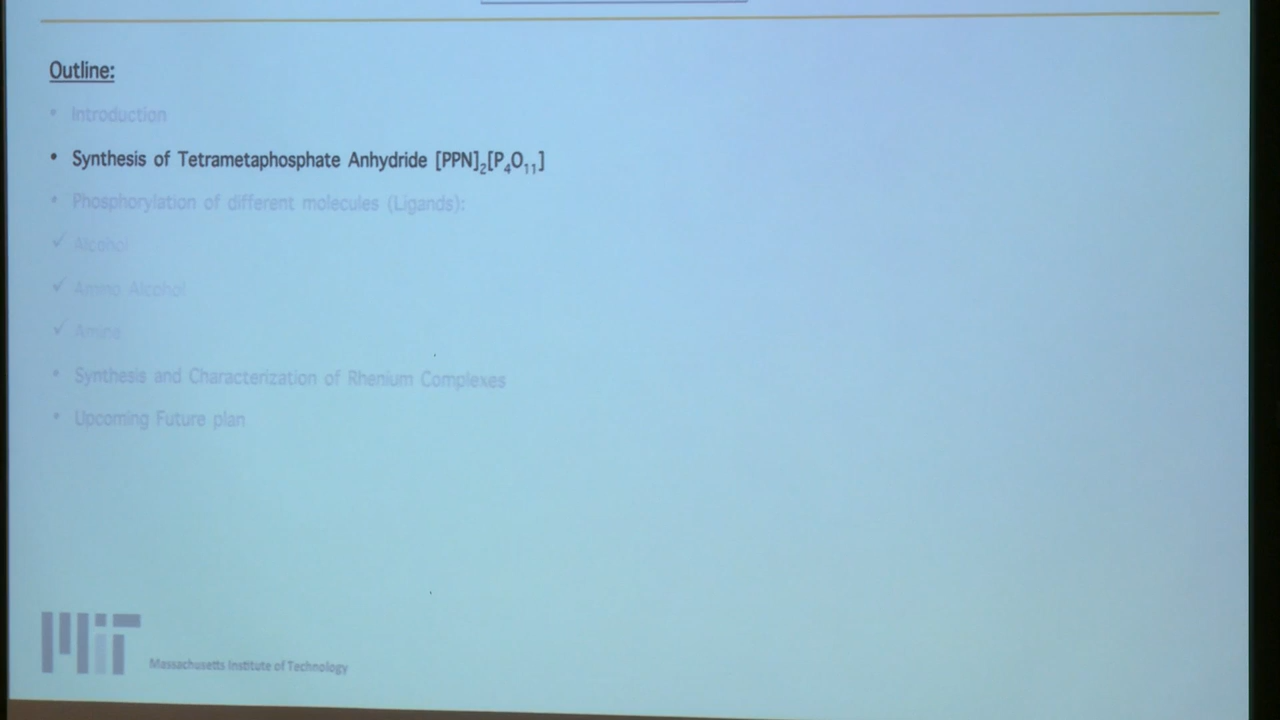 Outline:
• Introduction
• Synthesis of Tetrametaphosphate Anhydride [PPN]₂[P₄O₁₁]
• Phosphorylation of different molecules (Ligands):
✓ Alcohol
✓ Amino Alcohol
✓ Amine
• Synthesis and Characterization of Rhenium Complexes
• Upcoming Future plan
MIT
Massachusetts Institute of Technology